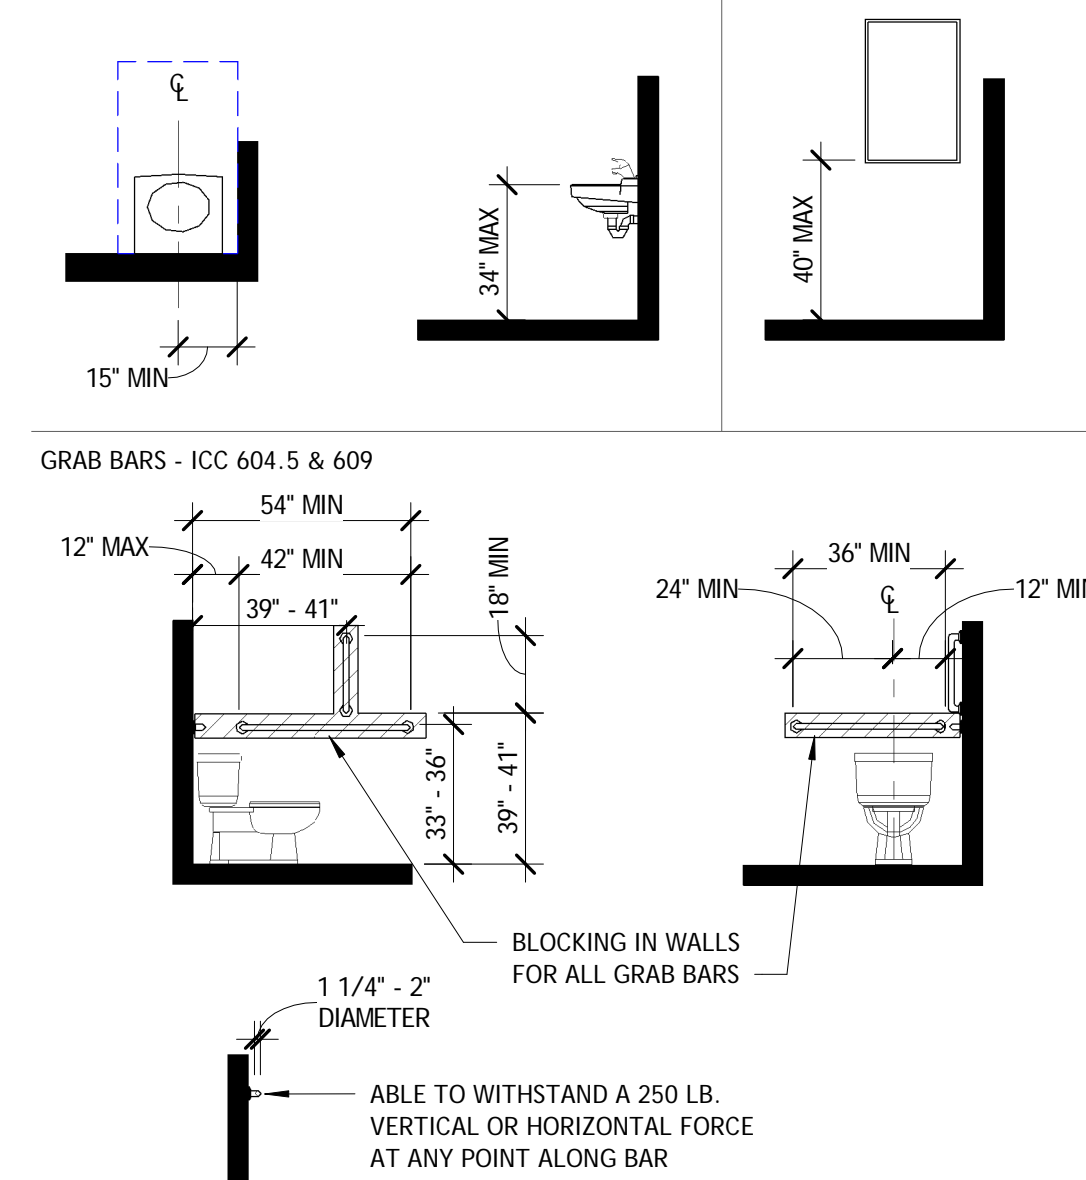 ℄
34" MAX
40" MAX
15" MIN
GRAB BARS - ICC 604.5 & 609
54" MIN
12" MAX
42" MIN
18" MIN
39" - 41"
33" - 36"
39" - 41"
36" MIN
24" MIN
℄
12" MIN
BLOCKING IN WALLS
FOR ALL GRAB BARS
1 1/4" - 2"
DIAMETER
ABLE TO WITHSTAND A 250 LB.
VERTICAL OR HORIZONTAL FORCE
AT ANY POINT ALONG BAR